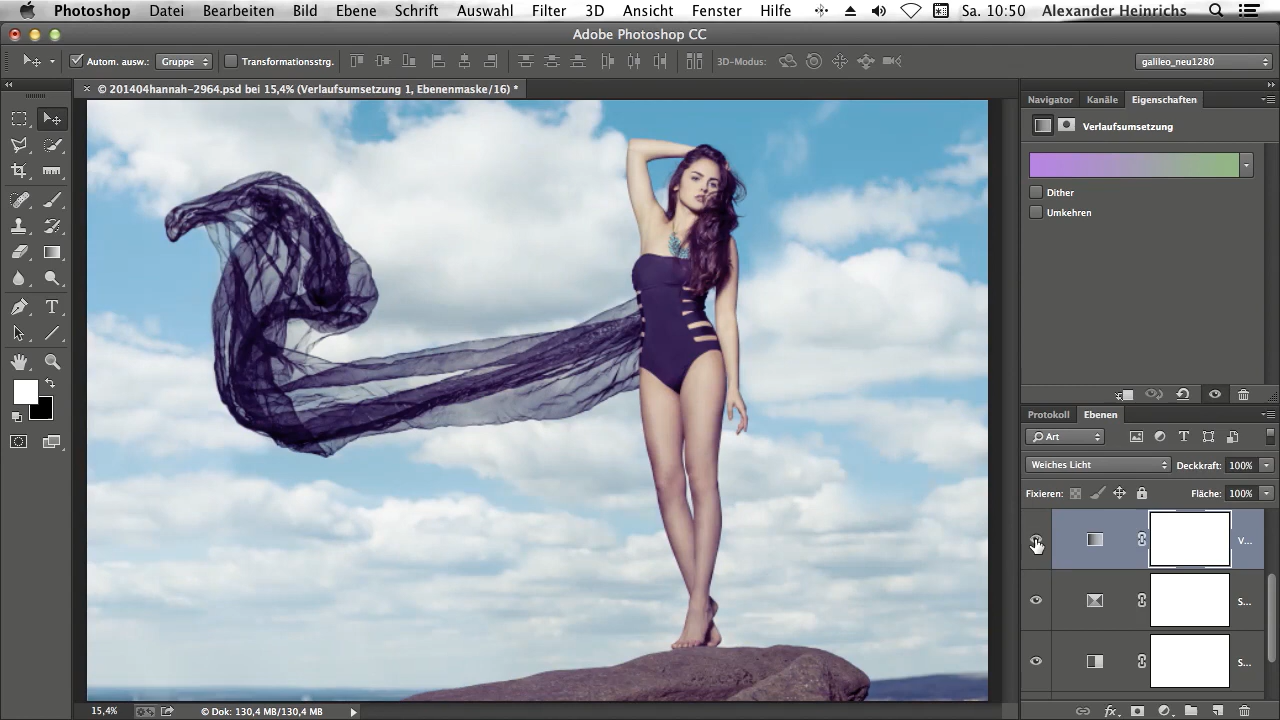 Photoshop Datei Bearbeiten Bild Ebene Schrift Auswahl Filter 3D Ansicht Fenster Hilfe Sa. 10:50 Alexander Heinrichs
Adobe Photoshop CC
Autom. ausw.: Gruppe Transformationsstrg. 3D-Modus: galileo_neu1280
× © 201404hannah-2964.psd bei 15,4% (Verlaufsumsetzung 1, Ebenenmaske/16) *
Navigator Kanäle Eigenschaften
Verlaufsumsetzung
Dither
Umkehren
Protokoll Ebenen
Art
Weiches Licht Deckkraft: 100%
Fixieren: Fläche: 100%
V...
S...
S...
15,4% © Dok: 130,4 MB/130,4 MB